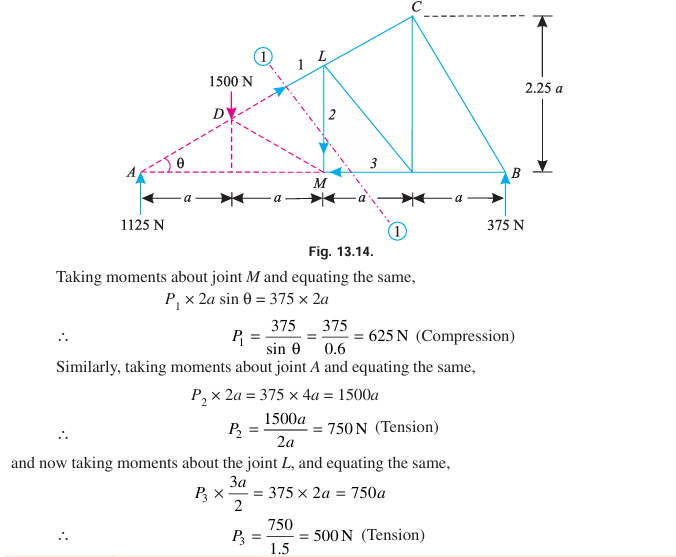 C
1
L
1
1500 N
2.25 a
D
2
θ
3
A
M
B
a
a
a
a
1125 N
1
375 N
Fig. 13.14.
Taking moments about joint M and equating the same,
P₁ × 2a sin θ = 375 × 2a
∴ P₁ = 375 / sin θ = 375 / 0.6 = 625 N (Compression)
Similarly, taking moments about joint A and equating the same,
P₂ × 2a = 375 × 4a = 1500a
∴ P₂ = 1500a / 2a = 750 N (Tension)
and now taking moments about the joint L, and equating the same,
P₃ × 3a / 2 = 375 × 2a = 750a
∴ P₃ = 750 / 1.5 = 500 N (Tension)